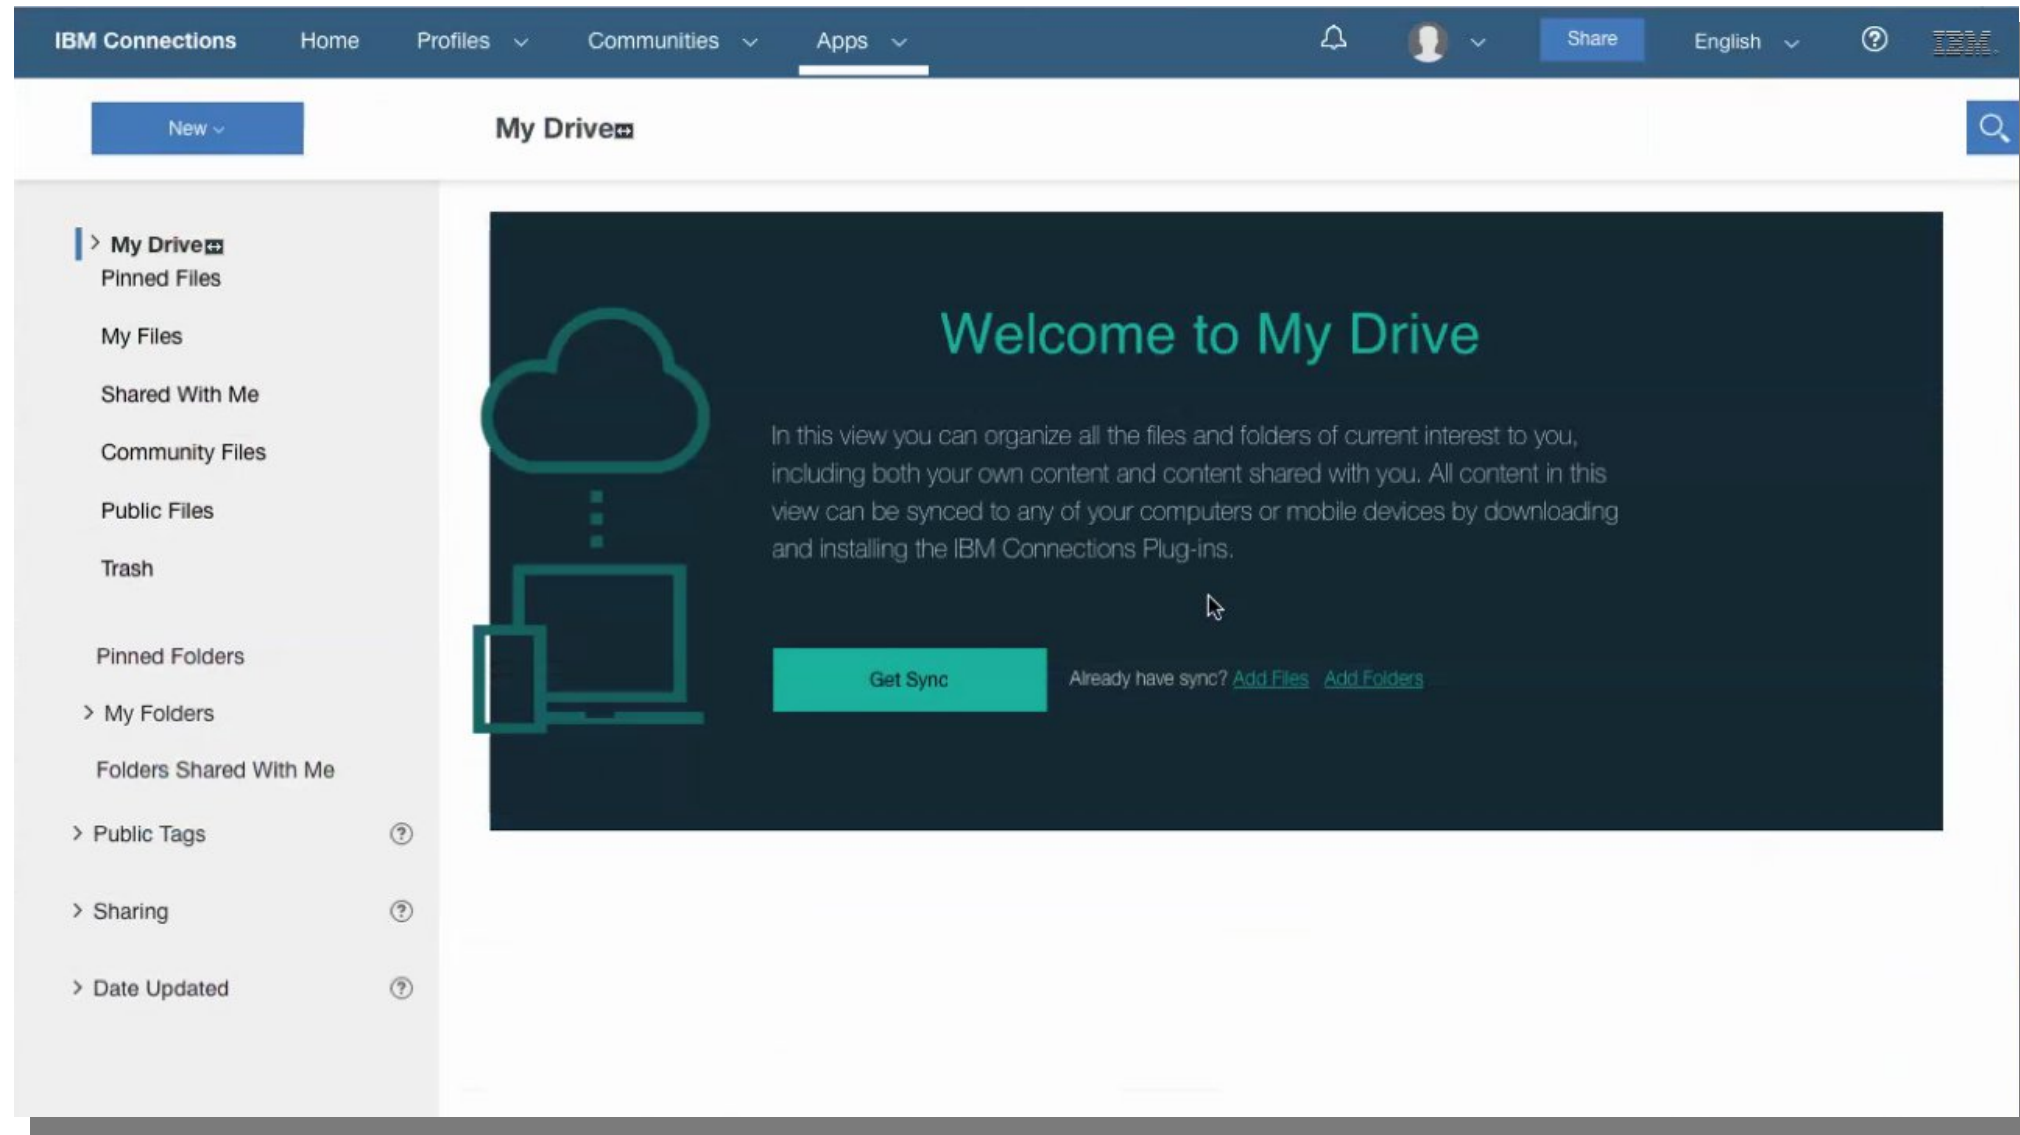 IBM Connections Home Profiles Communities Apps Share English IBM
New My Drive
My Drive
Pinned Files
My Files
Shared With Me
Community Files
Public Files
Trash
Pinned Folders
My Folders
Folders Shared With Me
Public Tags
Sharing
Date Updated
Welcome to My Drive
In this view you can organize all the files and folders of current interest to you,
including both your own content and content shared with you. All content in this
view can be synced to any of your computers or mobile devices by downloading
and installing the IBM Connections Plug-ins.
Get Sync Already have sync? Add Files Add Folders